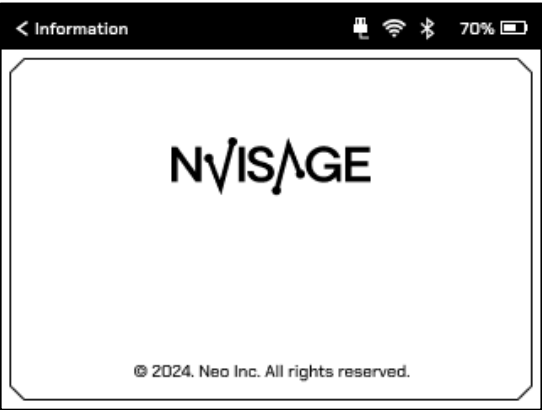 < Information 70%
NVISAGE
© 2024. Neo Inc. All rights reserved.